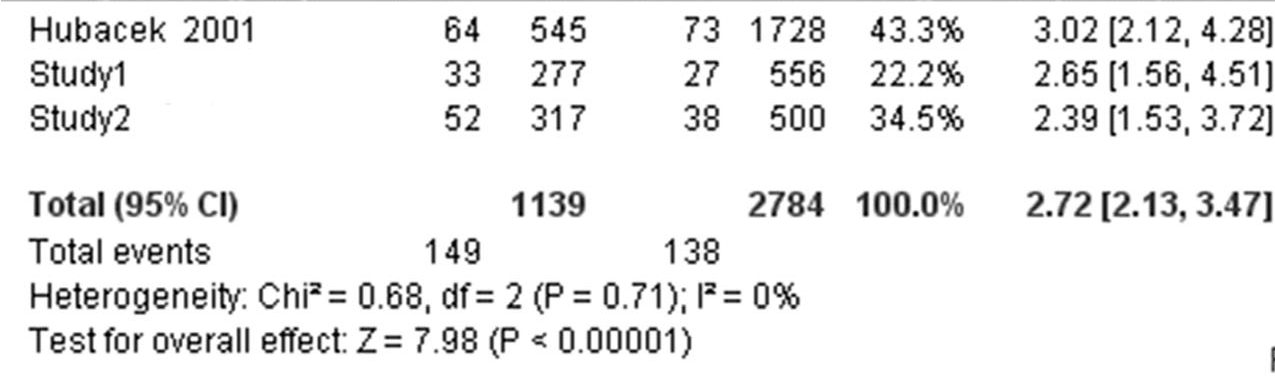 Hubacek 2001 64 545 73 1728 43.3% 3.02 [2.12, 4.28]
Study1 33 277 27 556 22.2% 2.65 [1.56, 4.51]
Study2 52 317 38 500 34.5% 2.39 [1.53, 3.72]
Total (95% CI) 1139 2784 100.0% 2.72 [2.13, 3.47]
Total events 149 138
Heterogeneity: Chi² = 0.68, df = 2 (P = 0.71); I² = 0%
Test for overall effect: Z = 7.98 (P < 0.00001)